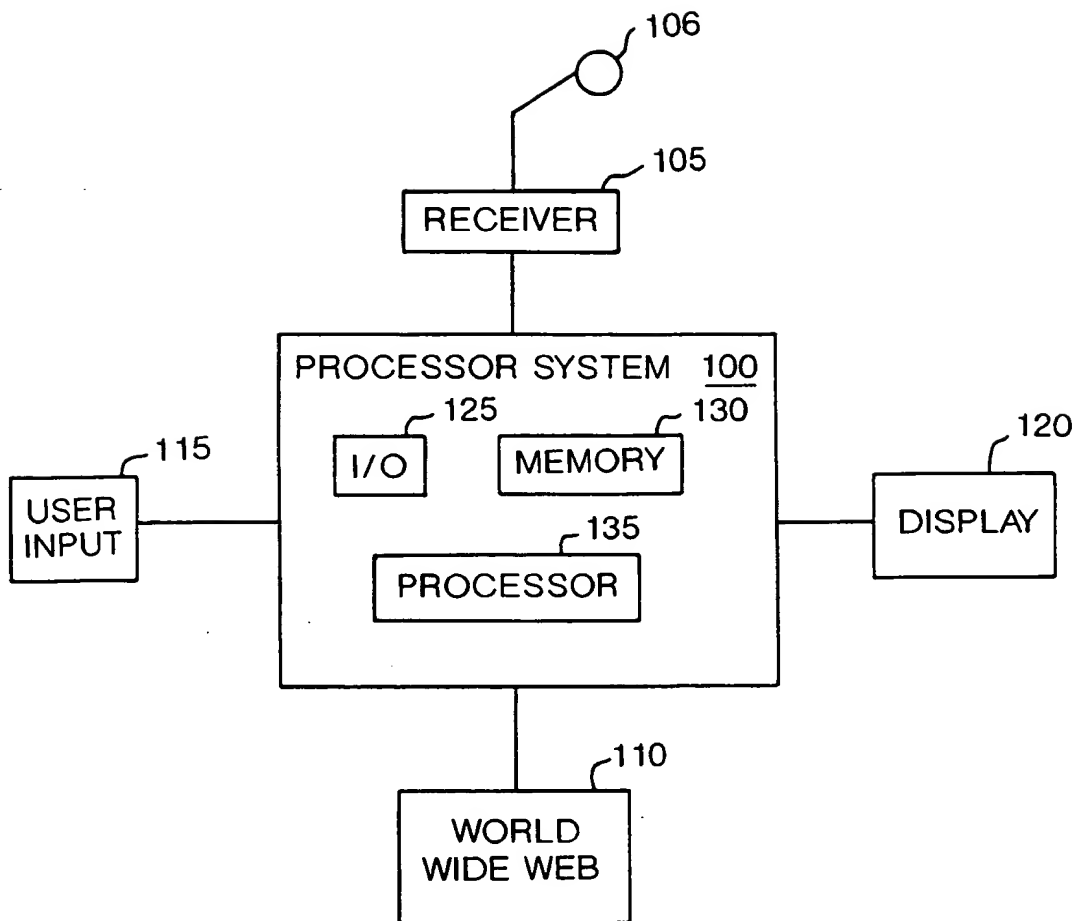 106
105
RECEIVER
PROCESSOR SYSTEM 100
125
130
I/O
MEMORY
115
120
USER
INPUT
DISPLAY
135
PROCESSOR
110
WORLD
WIDE WEB